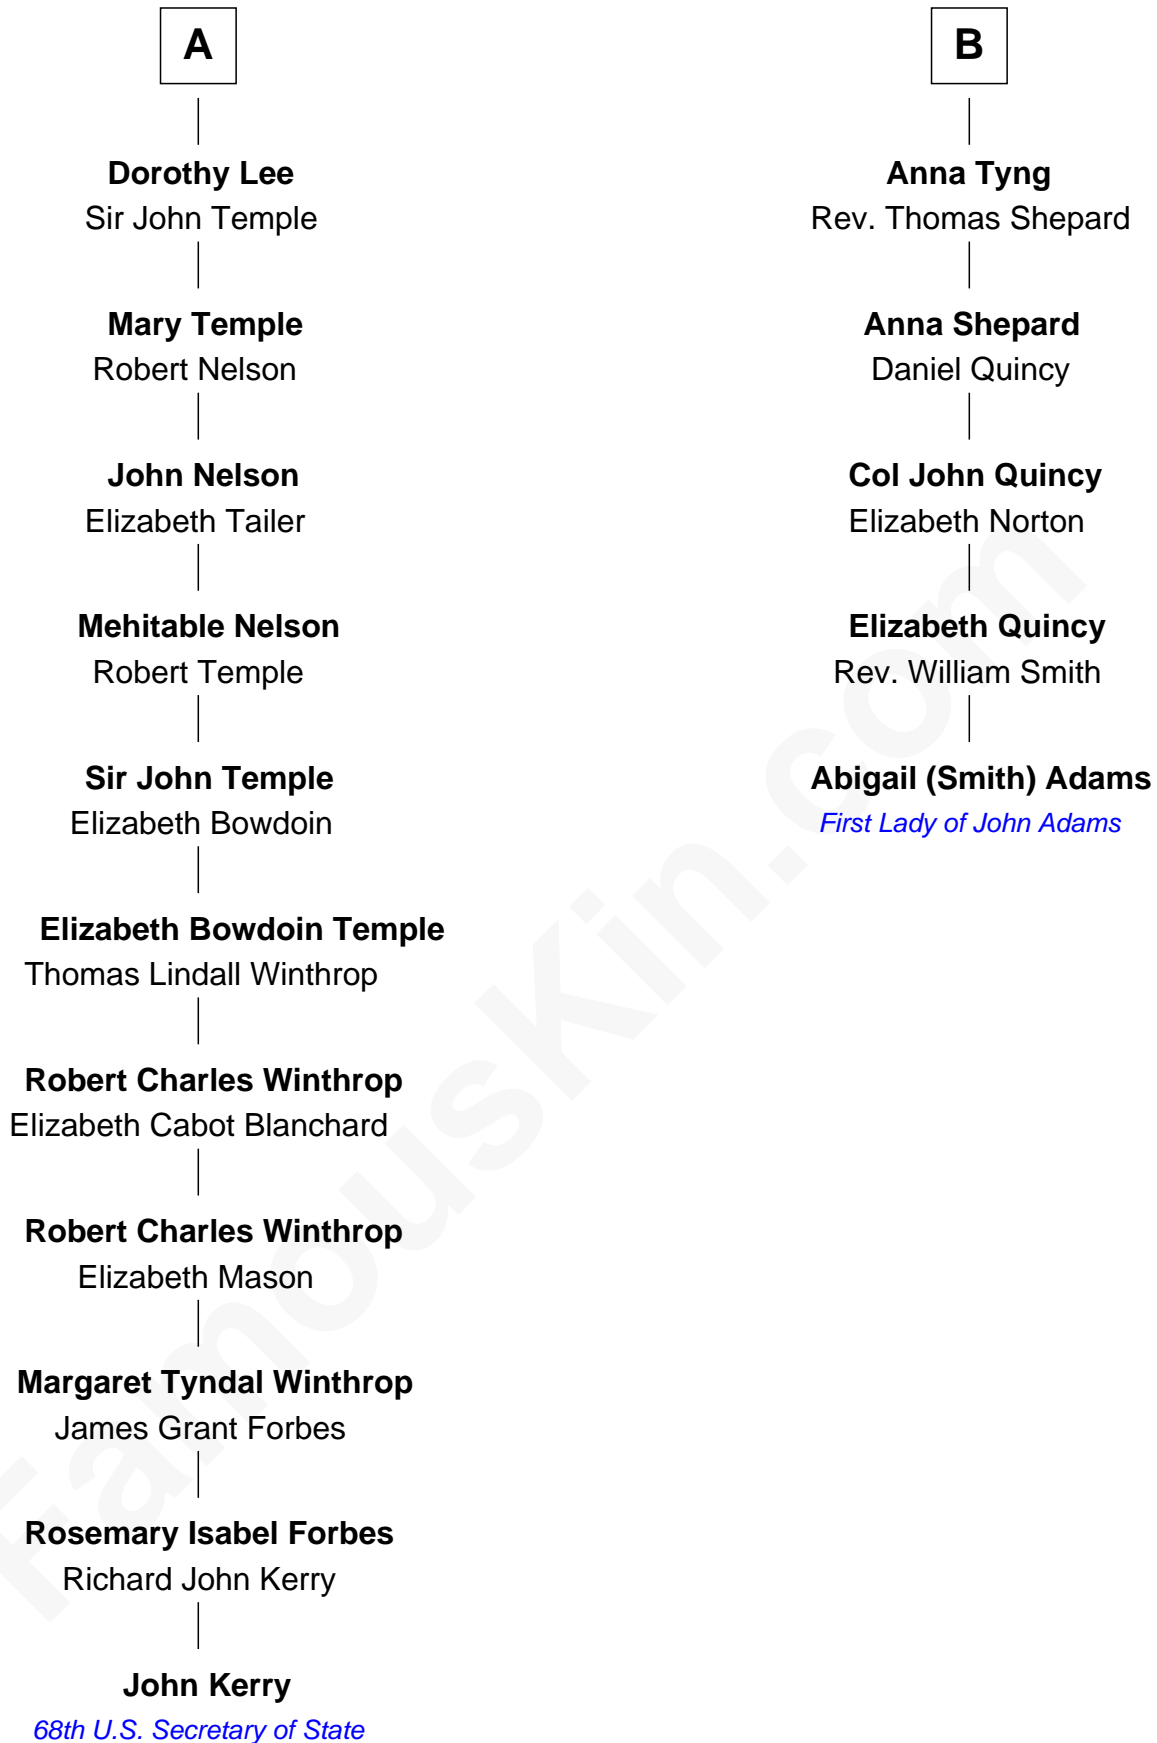 A
Dorothy Lee
Sir John Temple
Mary Temple
Robert Nelson
John Nelson
Elizabeth Tailer
Mehitable Nelson
Robert Temple
Sir John Temple
Elizabeth Bowdoin
Elizabeth Bowdoin Temple
Thomas Lindall Winthrop
Robert Charles Winthrop
Elizabeth Cabot Blanchard
Robert Charles Winthrop
Elizabeth Mason
Margaret Tyndal Winthrop
James Grant Forbes
Rosemary Isabel Forbes
Richard John Kerry
John Kerry
68th U.S. Secretary of State
B
Anna Tyng
Rev. Thomas Shepard
Anna Shepard
Daniel Quincy
Col John Quincy
Elizabeth Norton
Elizabeth Quincy
Rev. William Smith
Abigail (Smith) Adams
First Lady of John Adams
FamousKin.com